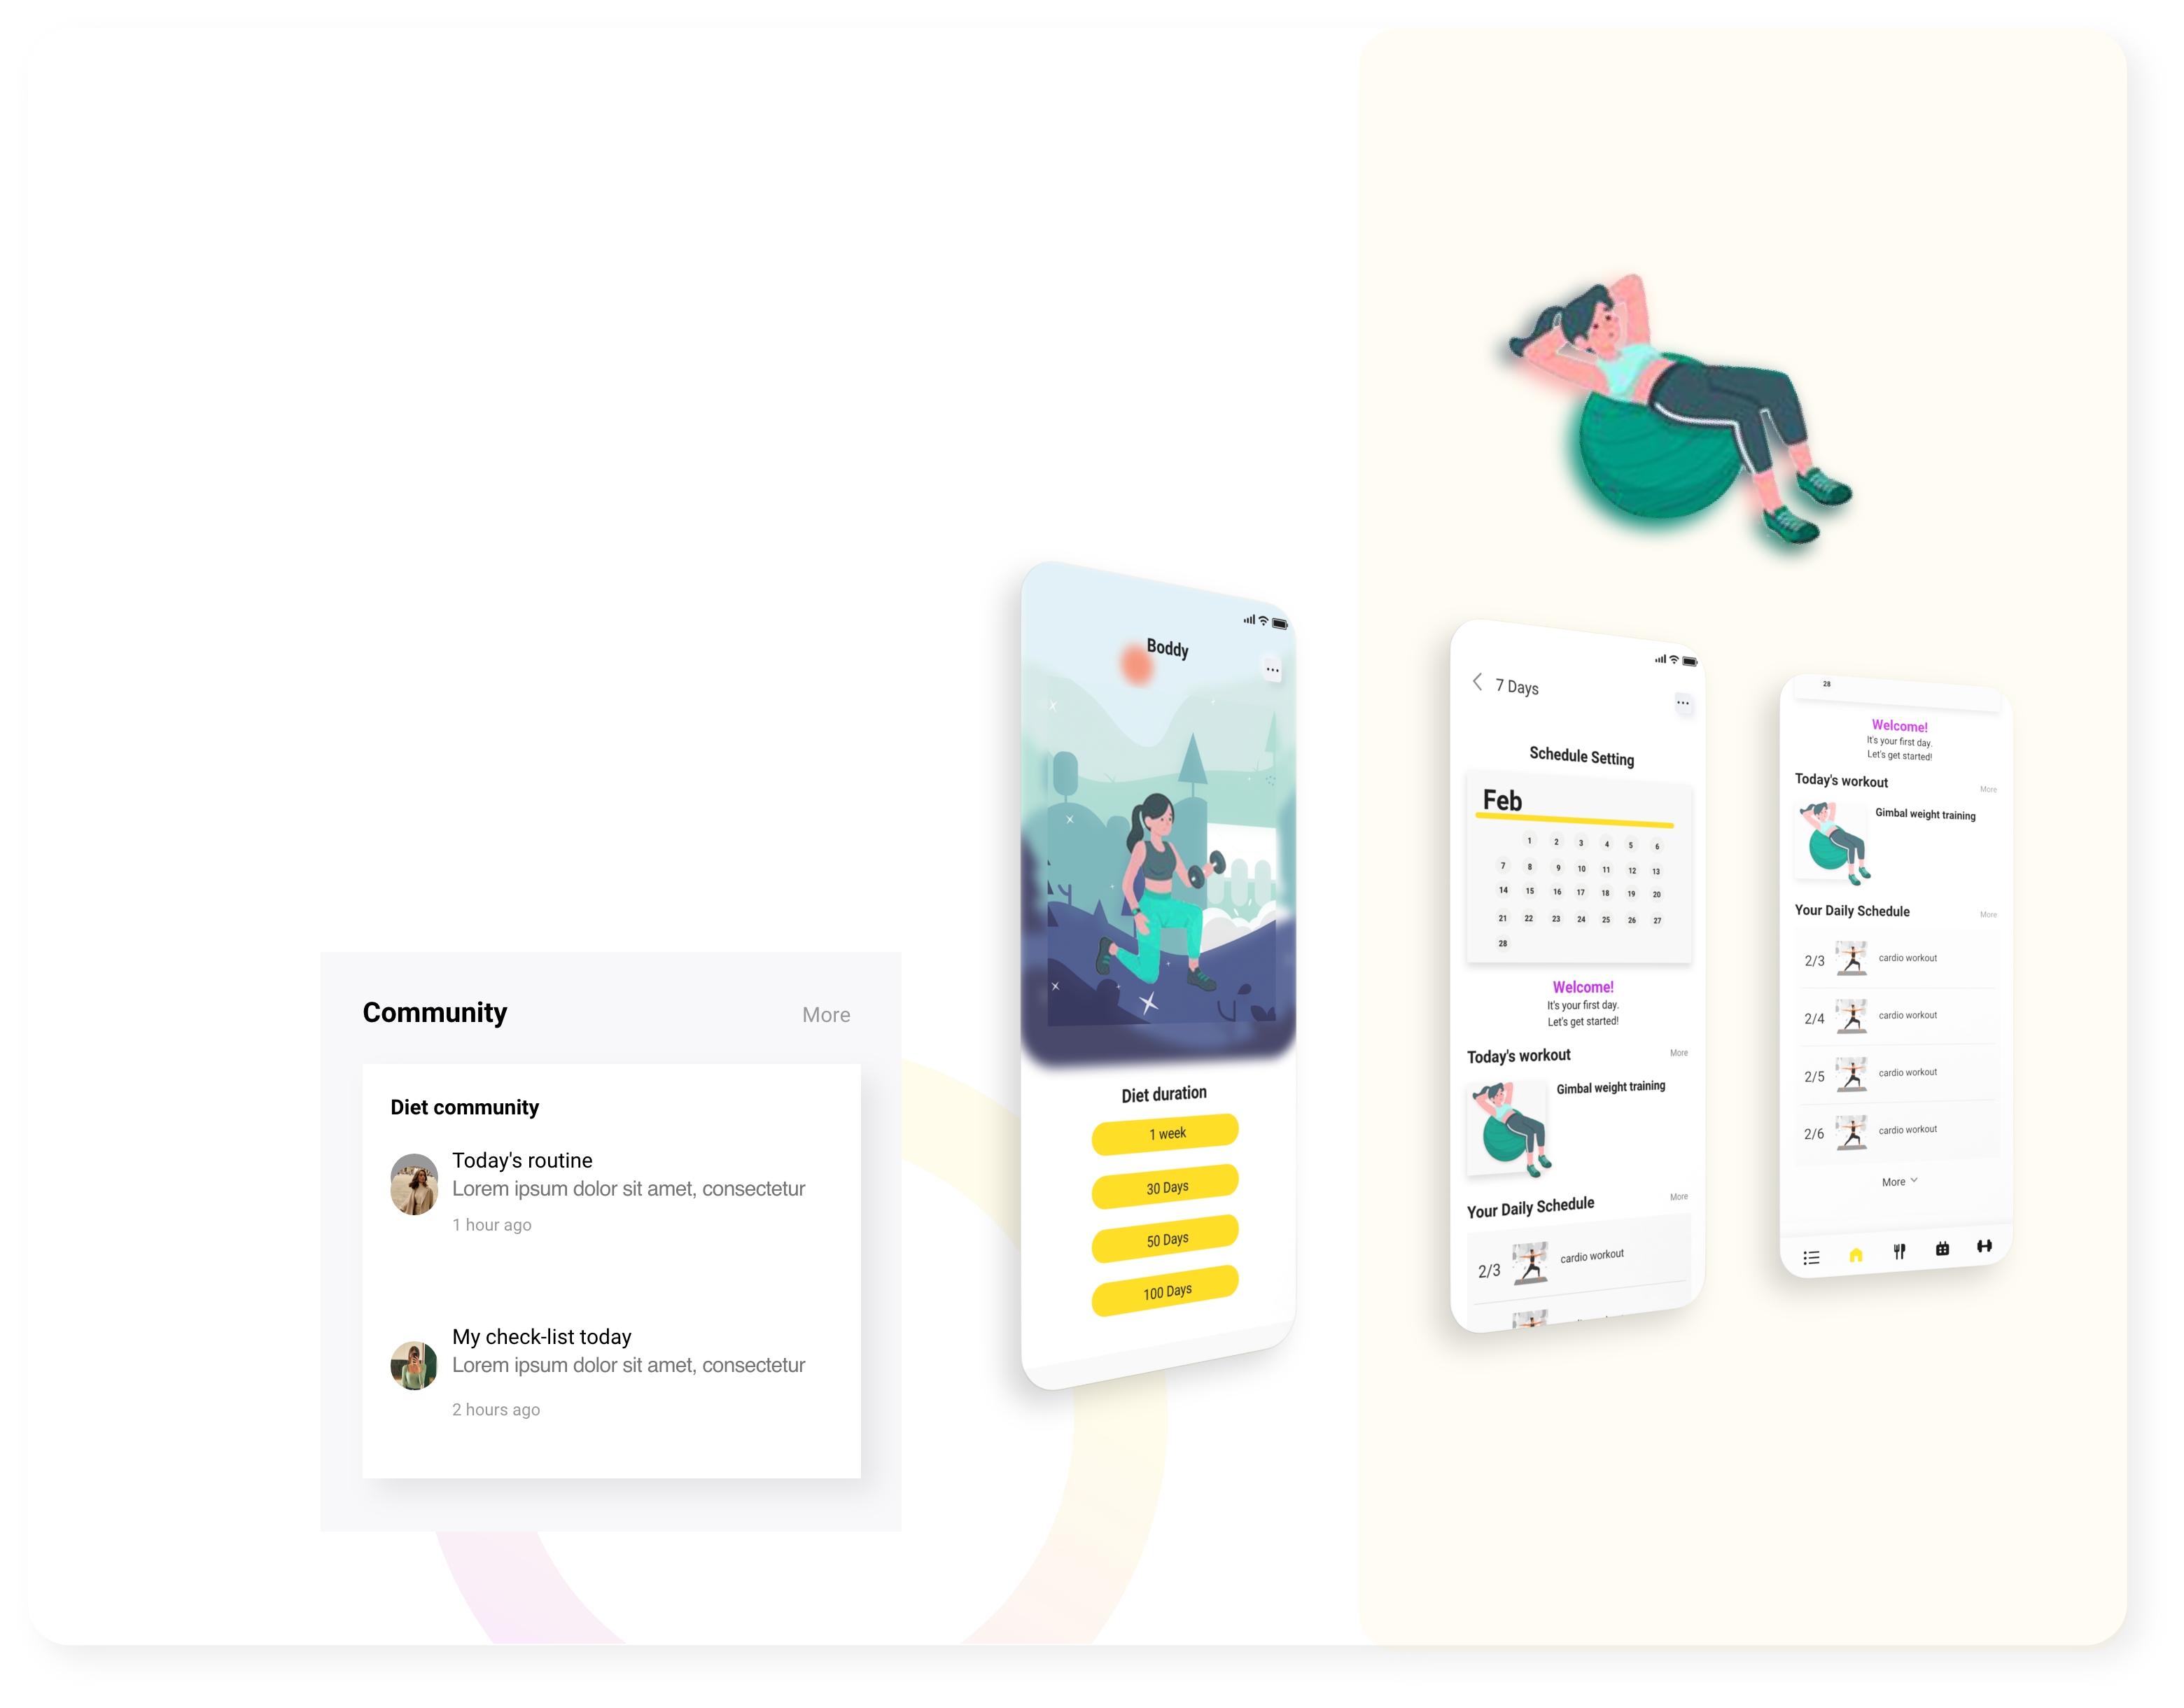 Community
More
Diet community
Today's routine
Lorem ipsum dolor sit amet, consectetur
1 hour ago
My check-list today
Lorem ipsum dolor sit amet, consectetur
2 hours ago
Boddy
Diet duration
1 week
30 Days
50 Days
100 Days
7 Days
Schedule Setting
Feb
1 2 3 4 5 6
7 8 9 10 11 12 13
14 15 16 17 18 19 20
21 22 23 24 25 26 27
28
Welcome!
It's your first day.
Let's get started!
Today's workout
More
Gimbal weight training
Your Daily Schedule
More
2/3
cardio workout
28
Welcome!
It's your first day.
Let's get started!
Today's workout
More
Gimbal weight training
Your Daily Schedule
More
2/3 cardio workout
2/4 cardio workout
2/5 cardio workout
2/6 cardio workout
More